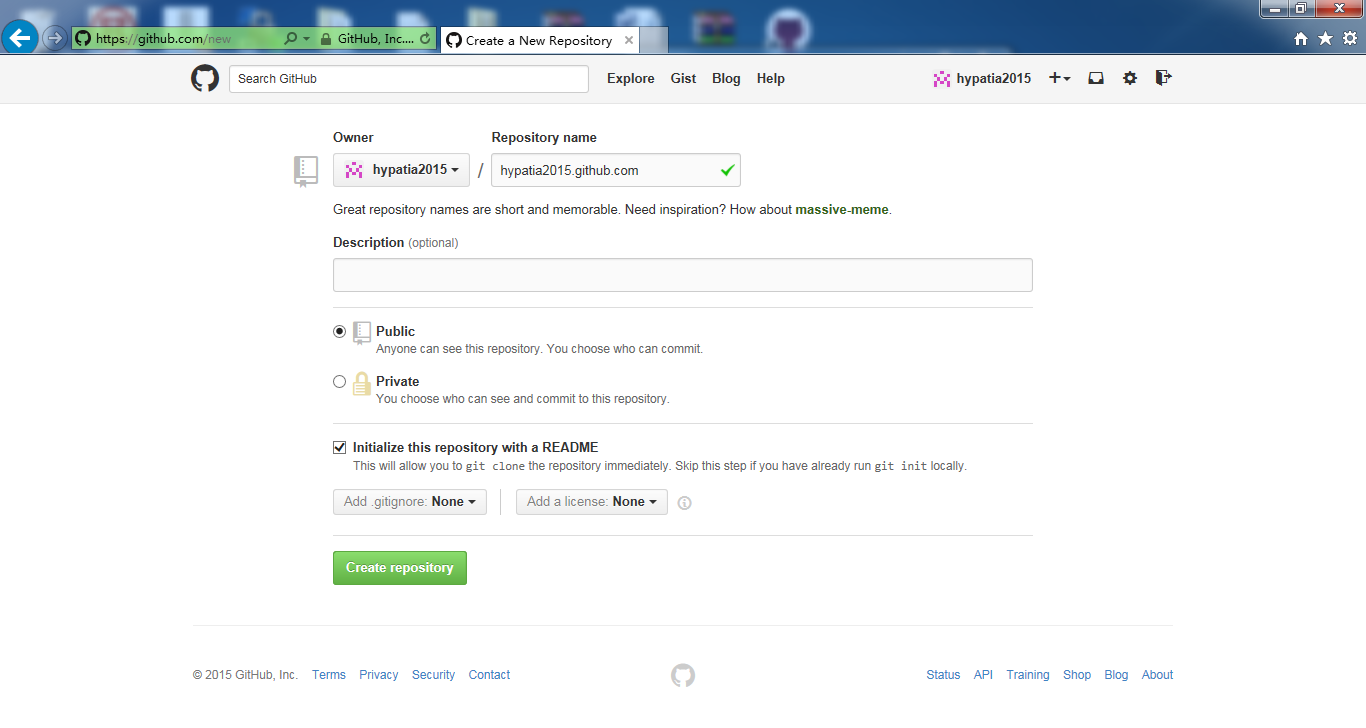 https://github.com/new GitHub, Inc.... Create a New Repository
Search GitHub Explore Gist Blog Help hypatia2015
Owner Repository name
hypatia2015 / hypatia2015.github.com
Great repository names are short and memorable. Need inspiration? How about massive-meme.
Description (optional)
Public
Anyone can see this repository. You choose who can commit.
Private
You choose who can see and commit to this repository.
Initialize this repository with a README
This will allow you to git clone the repository immediately. Skip this step if you have already run git init locally.
Add .gitignore: None Add a license: None
Create repository
© 2015 GitHub, Inc. Terms Privacy Security Contact Status API Training Shop Blog About